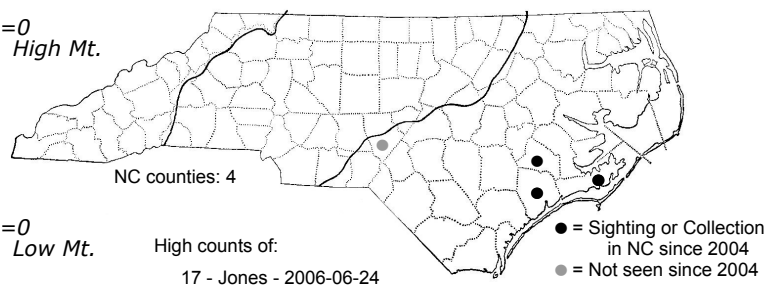 =0
High Mt.
NC counties: 4
=0
Low Mt.
High counts of:
17 - Jones - 2006-06-24
● = Sighting or Collection
in NC since 2004
● = Not seen since 2004